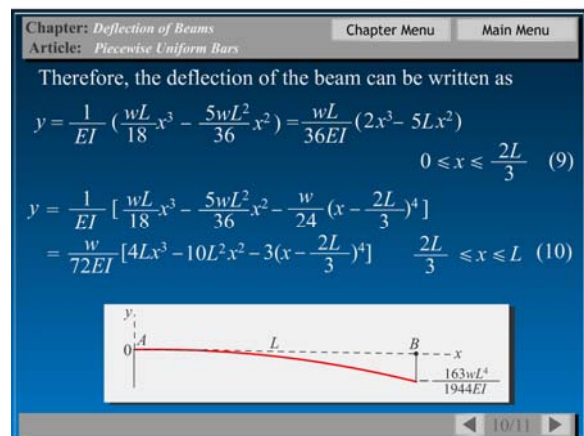 Chapter: Deflection of Beams
Chapter Menu
Main Menu
Article: Piecewise Uniform Bars
Therefore, the deflection of the beam can be written as
y = 1/EI (wL/18 x³ − 5wL²/36 x²) = wL/36EI (2x³− 5Lx²)
0 ⩽ x ⩽ 2L/3 (9)
y = 1/EI [ wL/18 x³ − 5wL²/36 x² − w/24 (x − 2L/3)⁴ ]
= w/72EI [4Lx³ −10L²x² −3(x− 2L/3)⁴] 2L/3 ⩽ x ⩽ L (10)
y
0 A L B x
163wL⁴/1944EI
10/11